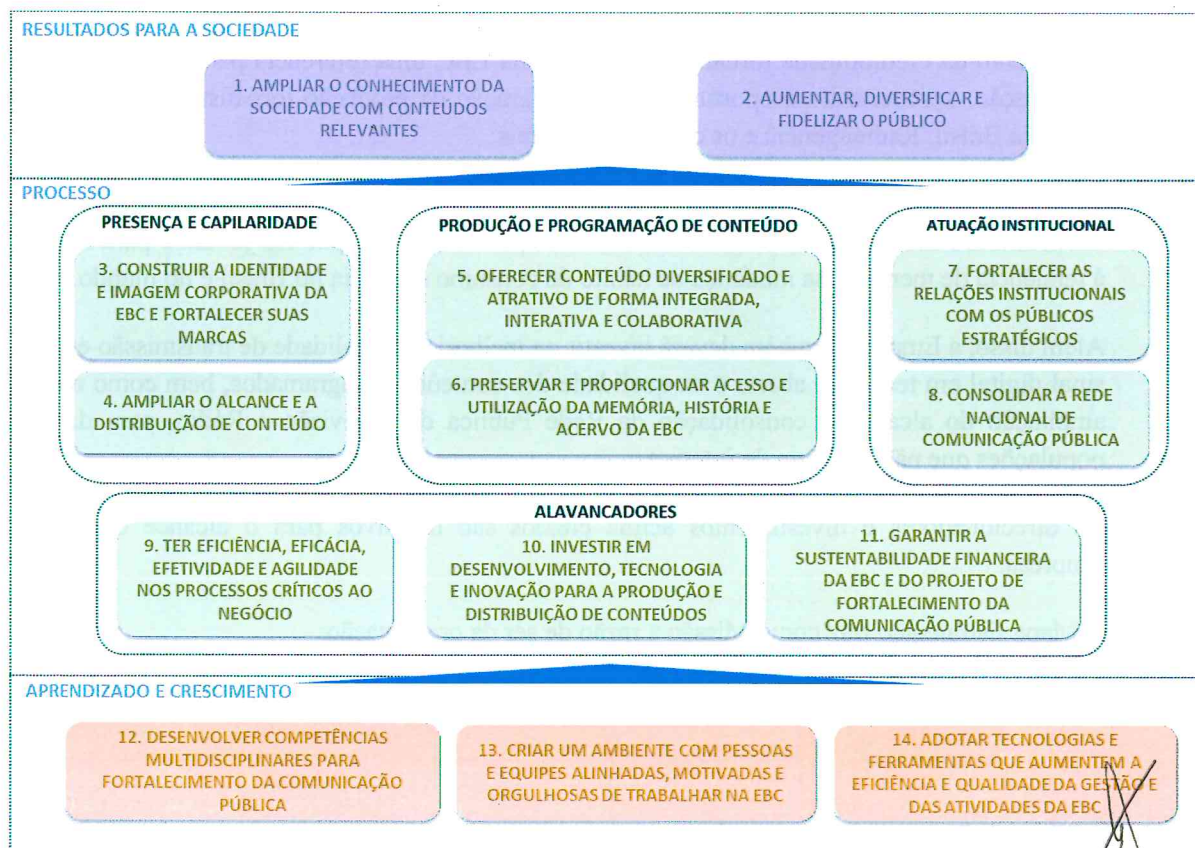 RESULTADOS PARA A SOCIEDADE
1. AMPLIAR O CONHECIMENTO DA
SOCIEDADE COM CONTEÚDOS
RELEVANTES
2. AUMENTAR, DIVERSIFICAR E
FIDELIZAR O PÚBLICO
PROCESSO
PRESENÇA E CAPILARIDADE
3. CONSTRUIR A IDENTIDADE
E IMAGEM CORPORATIVA DA
EBC E FORTALECER SUAS
MARCAS
4. AMPLIAR O ALCANCE E A
DISTRIBUIÇÃO DE CONTEÚDO
PRODUÇÃO E PROGRAMAÇÃO DE CONTEÚDO
5. OFERECER CONTEÚDO DIVERSIFICADO E
ATRATIVO DE FORMA INTEGRADA,
INTERATIVA E COLABORATIVA
6. PRESERVAR E PROPORCIONAR ACESSO E
UTILIZAÇÃO DA MEMÓRIA, HISTÓRIA E
ACERVO DA EBC
ATUAÇÃO INSTITUCIONAL
7. FORTALECER AS
RELAÇÕES INSTITUCIONAIS
COM OS PÚBLICOS
ESTRATÉGICOS
8. CONSOLIDAR A REDE
NACIONAL DE
COMUNICAÇÃO PÚBLICA
ALAVANCADORES
9. TER EFICIÊNCIA, EFICÁCIA,
EFETIVIDADE E AGILIDADE
NOS PROCESSOS CRÍTICOS AO
NEGÓCIO
10. INVESTIR EM
DESENVOLVIMENTO, TECNOLOGIA
E INOVAÇÃO PARA A PRODUÇÃO E
DISTRIBUIÇÃO DE CONTEÚDOS
11. GARANTIR A
SUSTENTABILIDADE FINANCEIRA
DA EBC E DO PROJETO DE
FORTALECIMENTO DA
COMUNICAÇÃO PÚBLICA
APRENDIZADO E CRESCIMENTO
12. DESENVOLVER COMPETÊNCIAS
MULTIDISCIPLINARES PARA
FORTALECIMENTO DA COMUNICAÇÃO
PÚBLICA
13. CRIAR UM AMBIENTE COM PESSOAS
E EQUIPES ALINHADAS, MOTIVADAS E
ORGULHOSAS DE TRABALHAR NA EBC
14. ADOTAR TECNOLOGIAS E
FERRAMENTAS QUE AUMENTEM A
EFICIÊNCIA E QUALIDADE DA GESTÃO E
DAS ATIVIDADES DA EBC